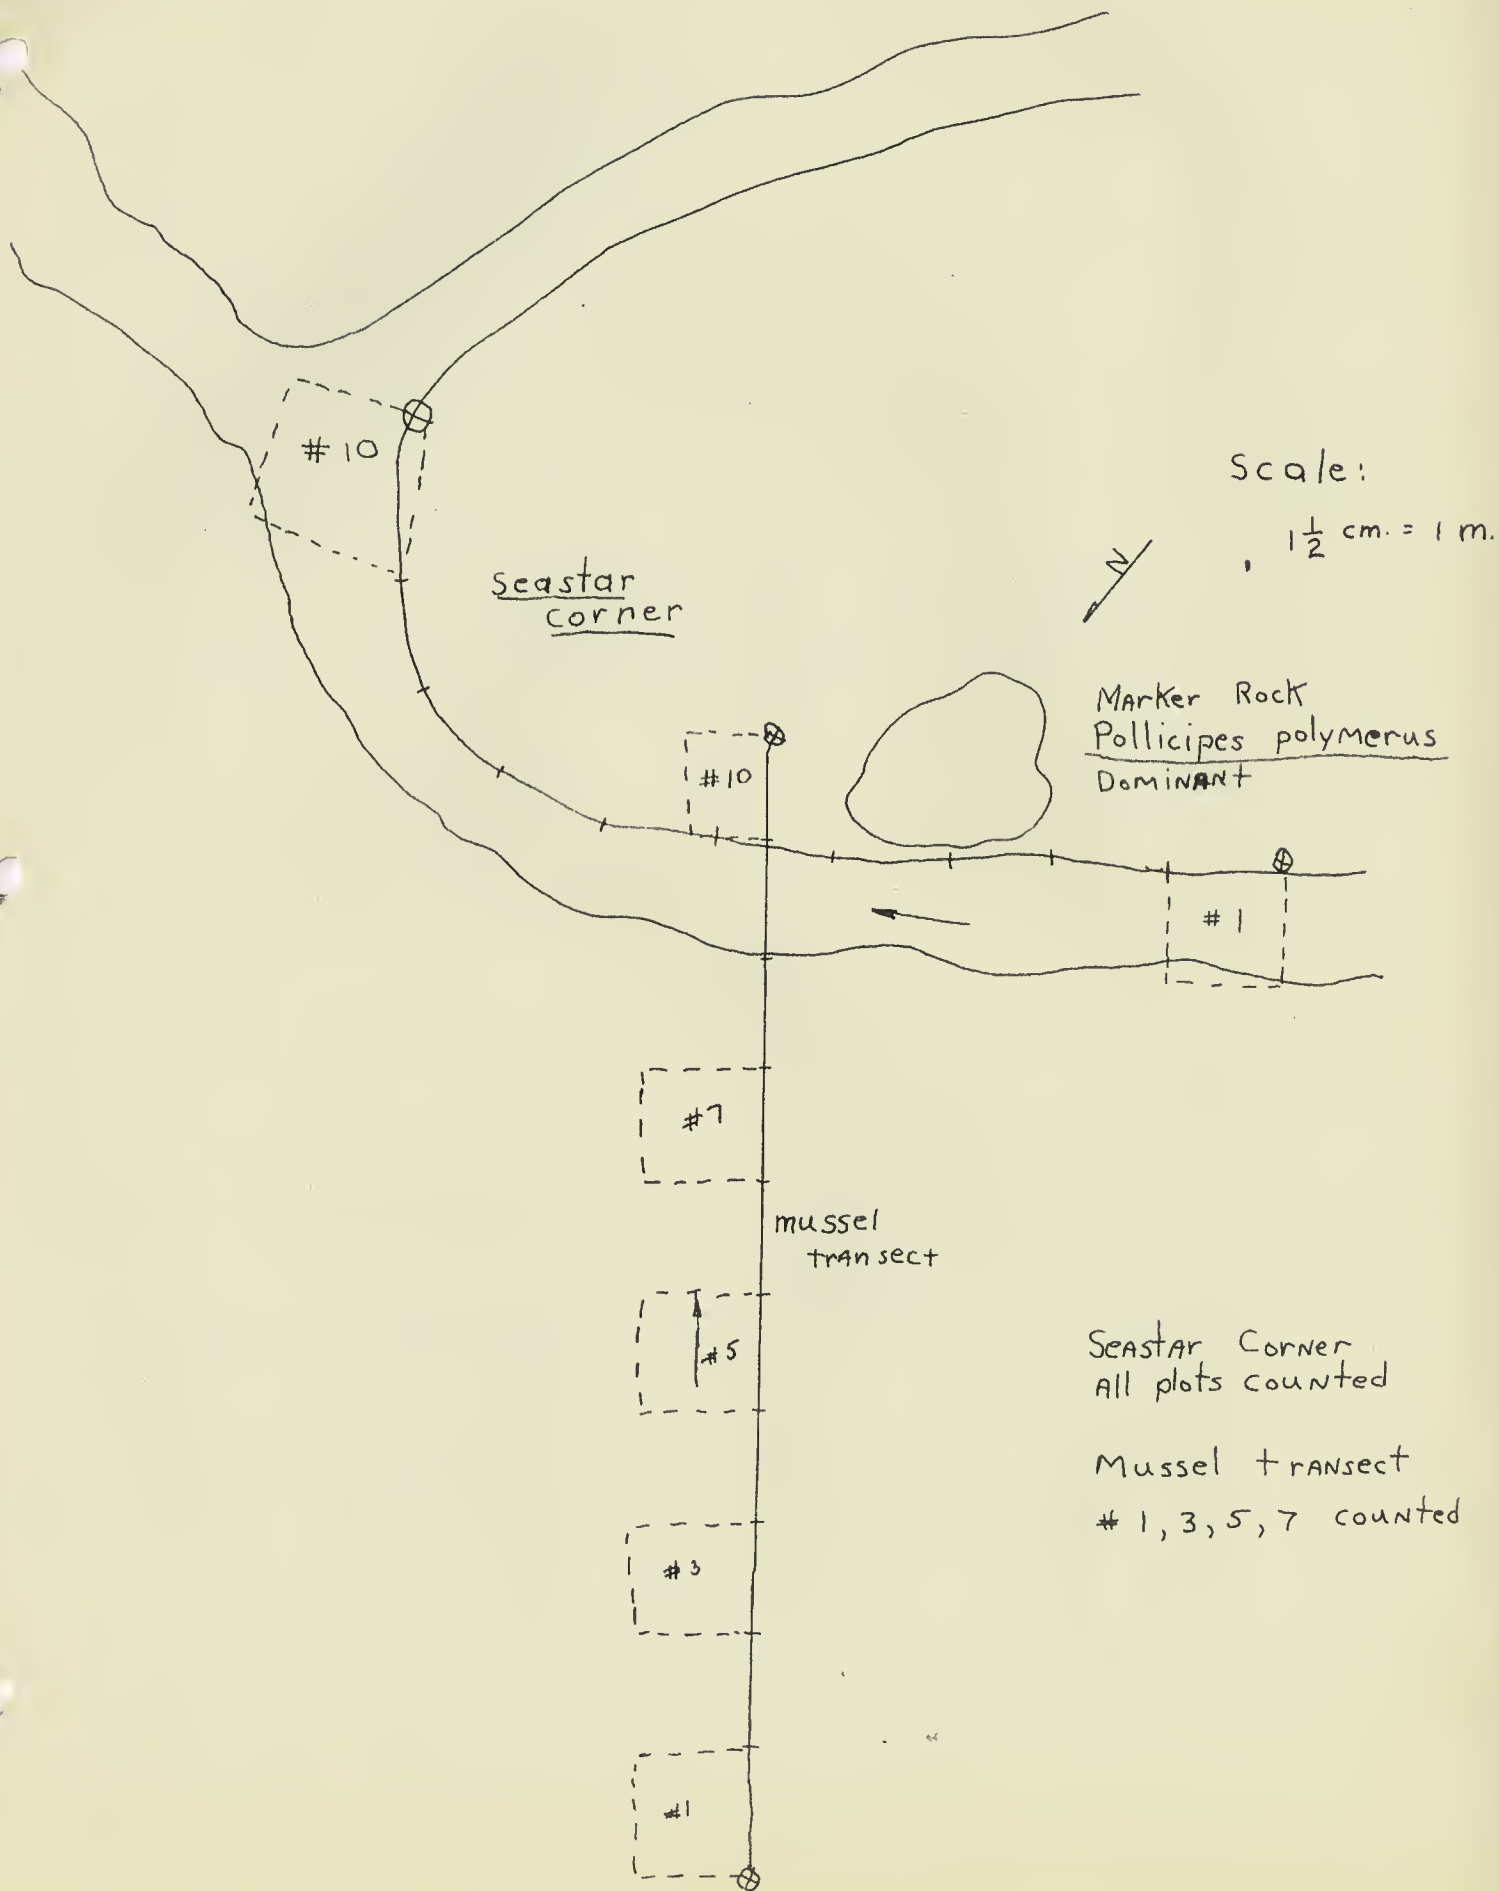 # 10
Scale:
1 1/2 cm. = 1 m.
N
seastar
corner
Marker Rock
Pollicipes polymerus
Dominant
# 10
# 1
#7
mussel
transect
#5
Seastar Corner
All plots counted
Mussel transect
# 1, 3, 5, 7 counted
#3
#1